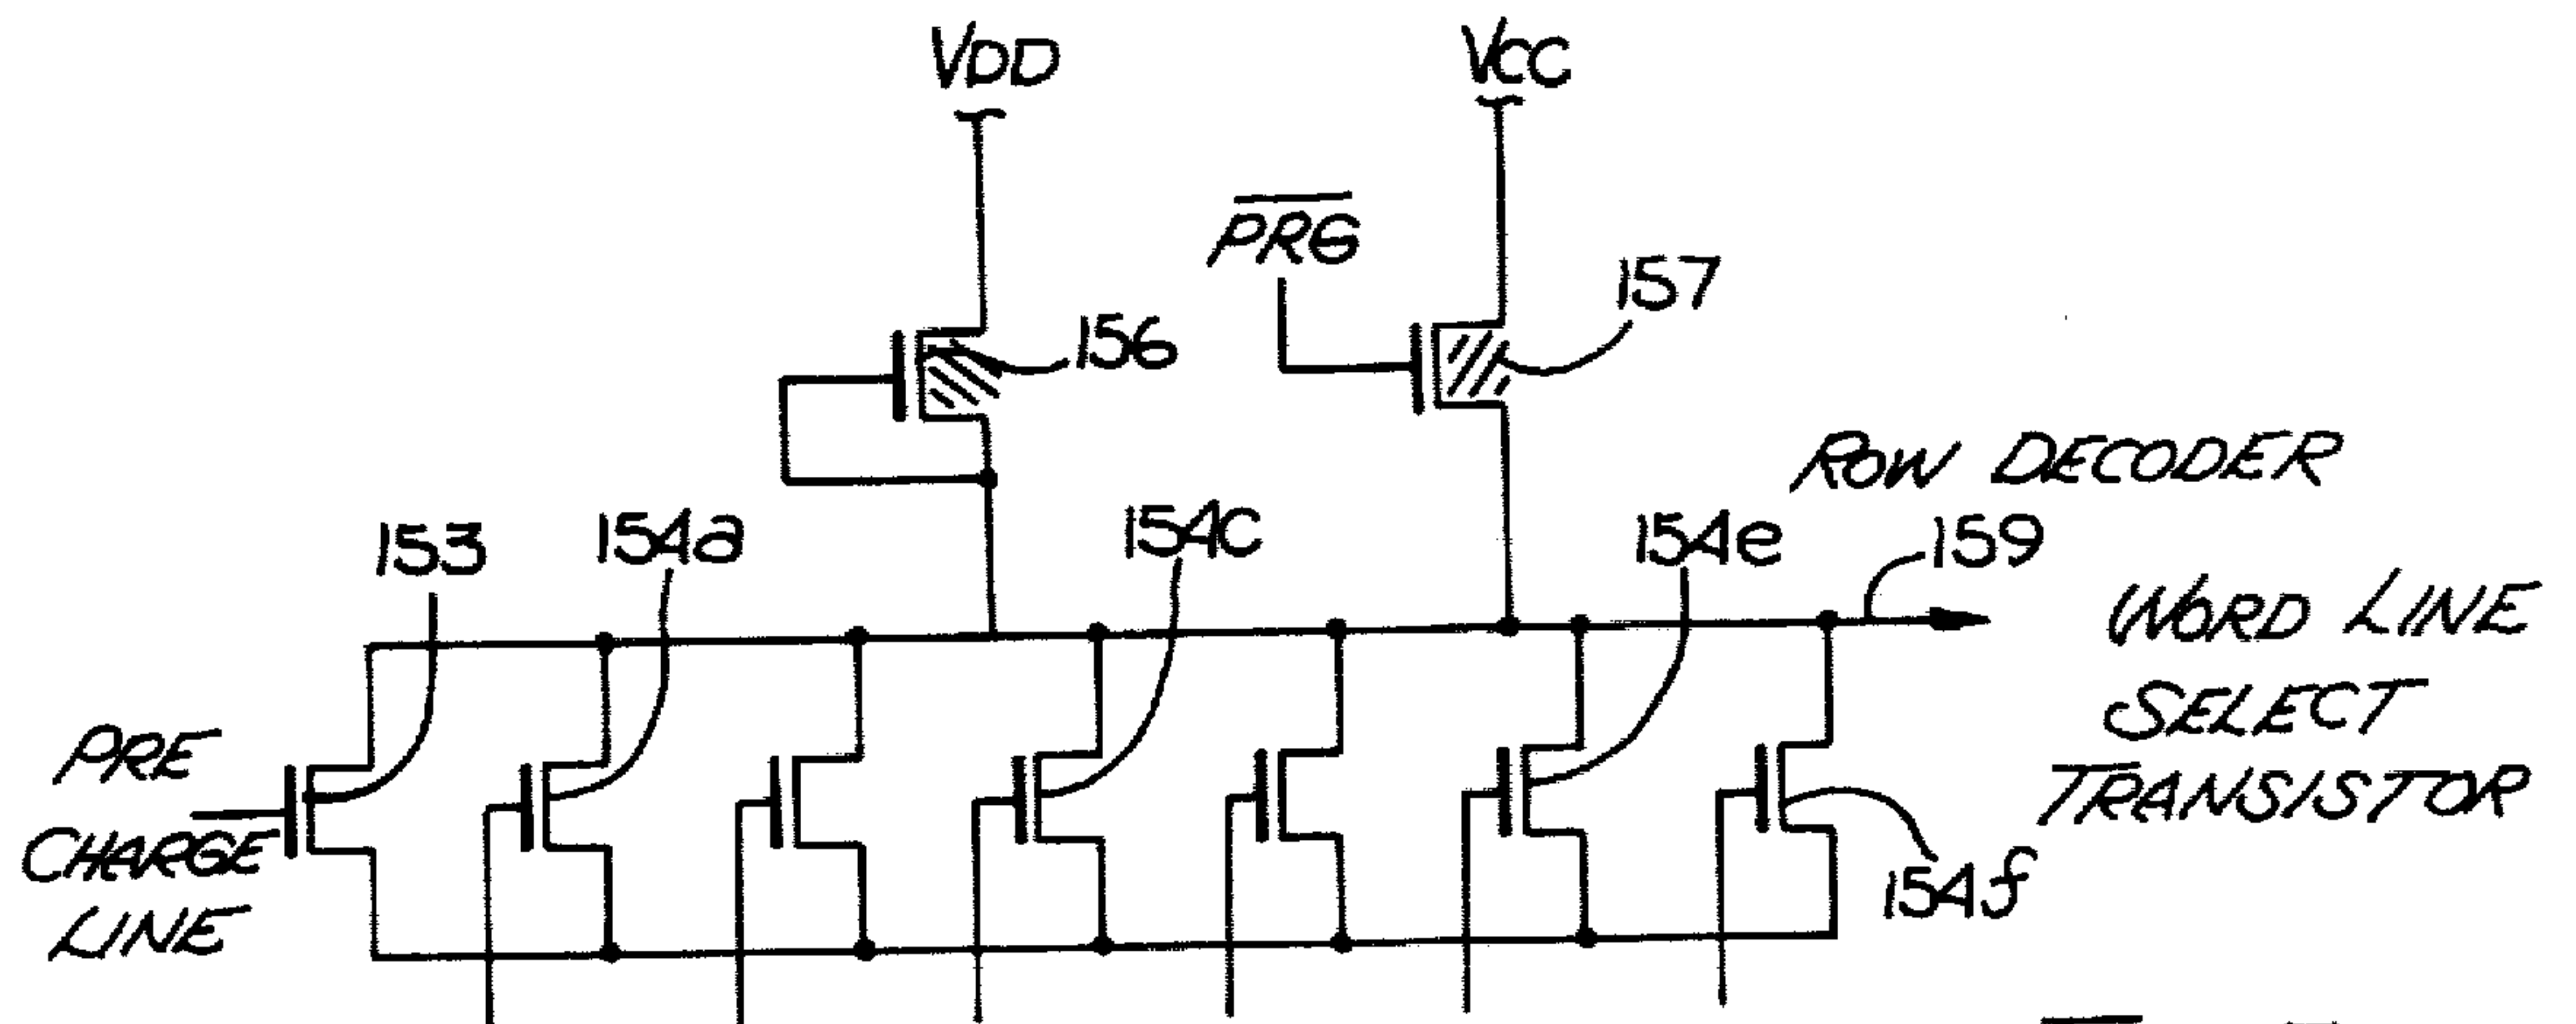 VDD
VCC
P̅R̅G̅
157
156
ROW DECODER
153
154a
154c
154e
159
WORD LINE
SELECT
TRANSISTOR
PRE
CHARGE
LINE
154f